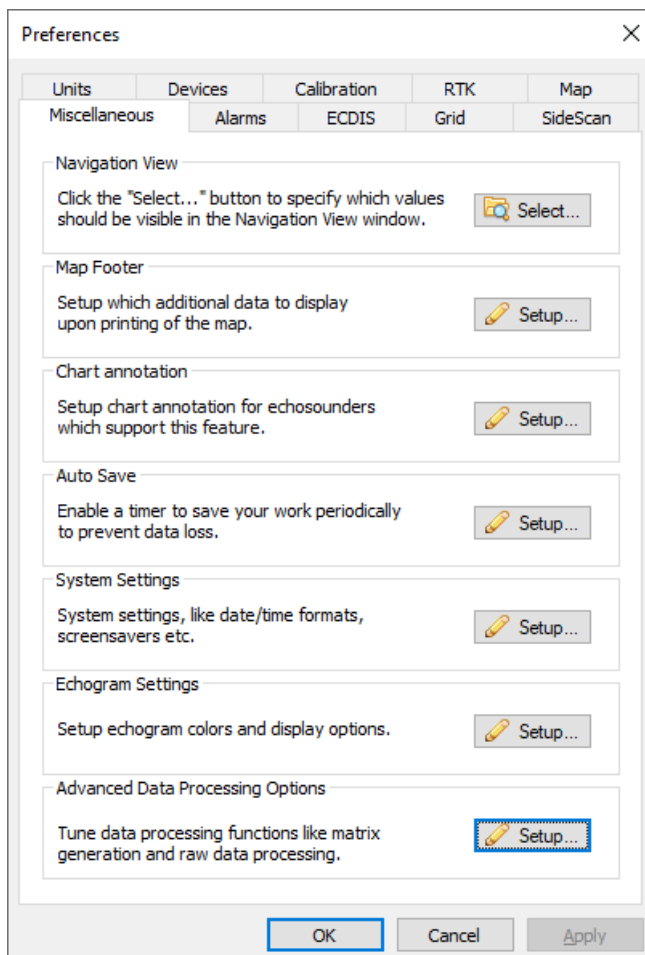 Preferences
Units Devices Calibration RTK Map
Miscellaneous Alarms ECDIS Grid SideScan
Navigation View
Click the "Select..." button to specify which values
should be visible in the Navigation View window.
Select...
Map Footer
Setup which additional data to display
upon printing of the map.
Setup...
Chart annotation
Setup chart annotation for echosounders
which support this feature.
Setup...
Auto Save
Enable a timer to save your work periodically
to prevent data loss.
Setup...
System Settings
System settings, like date/time formats,
screensavers etc.
Setup...
Echogram Settings
Setup echogram colors and display options.
Setup...
Advanced Data Processing Options
Tune data processing functions like matrix
generation and raw data processing.
Setup...
OK Cancel Apply